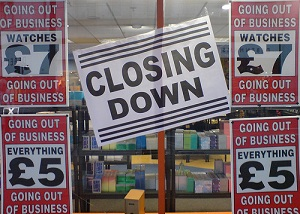 GOING OUT OF
BUSINESS
WATCHES
£7
GOING OUT
OF BUSINESS
GOING OUT
OF BUSINESS
EVERYTHING
£5
GOING OUT
OF BUSINESS
CLOSING
DOWN
GOING OUT OF
BUSINESS
WATCHES
£7
GOING OUT
OF BUSINESS
GOING OUT
OF BUSINESS
EVERYTHING
£5
GOING OUT
OF BUSINESS